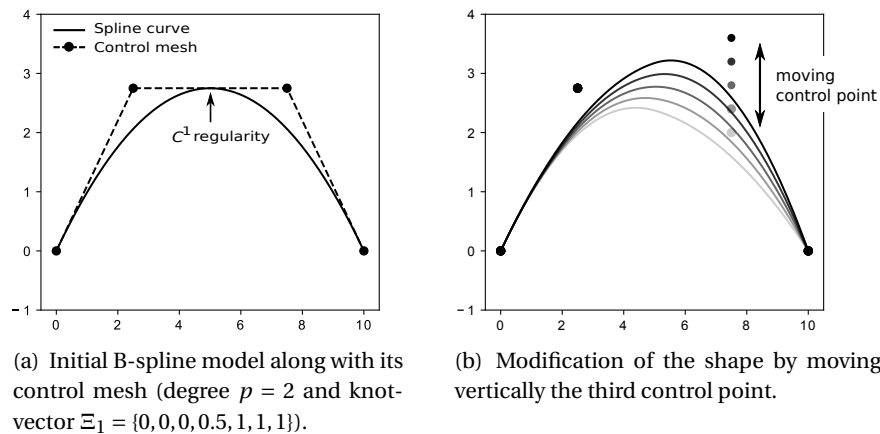 4
Spline curve
Control mesh
3
2
C¹ regularity
1
0
−1
0 2 4 6 8 10
4
3
moving
control point
2
1
0
−1
0 2 4 6 8 10
(a) Initial B-spline model along with its
control mesh (degree p = 2 and knot-
vector Ξ₁ = {0,0,0,0.5,1,1,1}).
(b) Modification of the shape by moving
vertically the third control point.